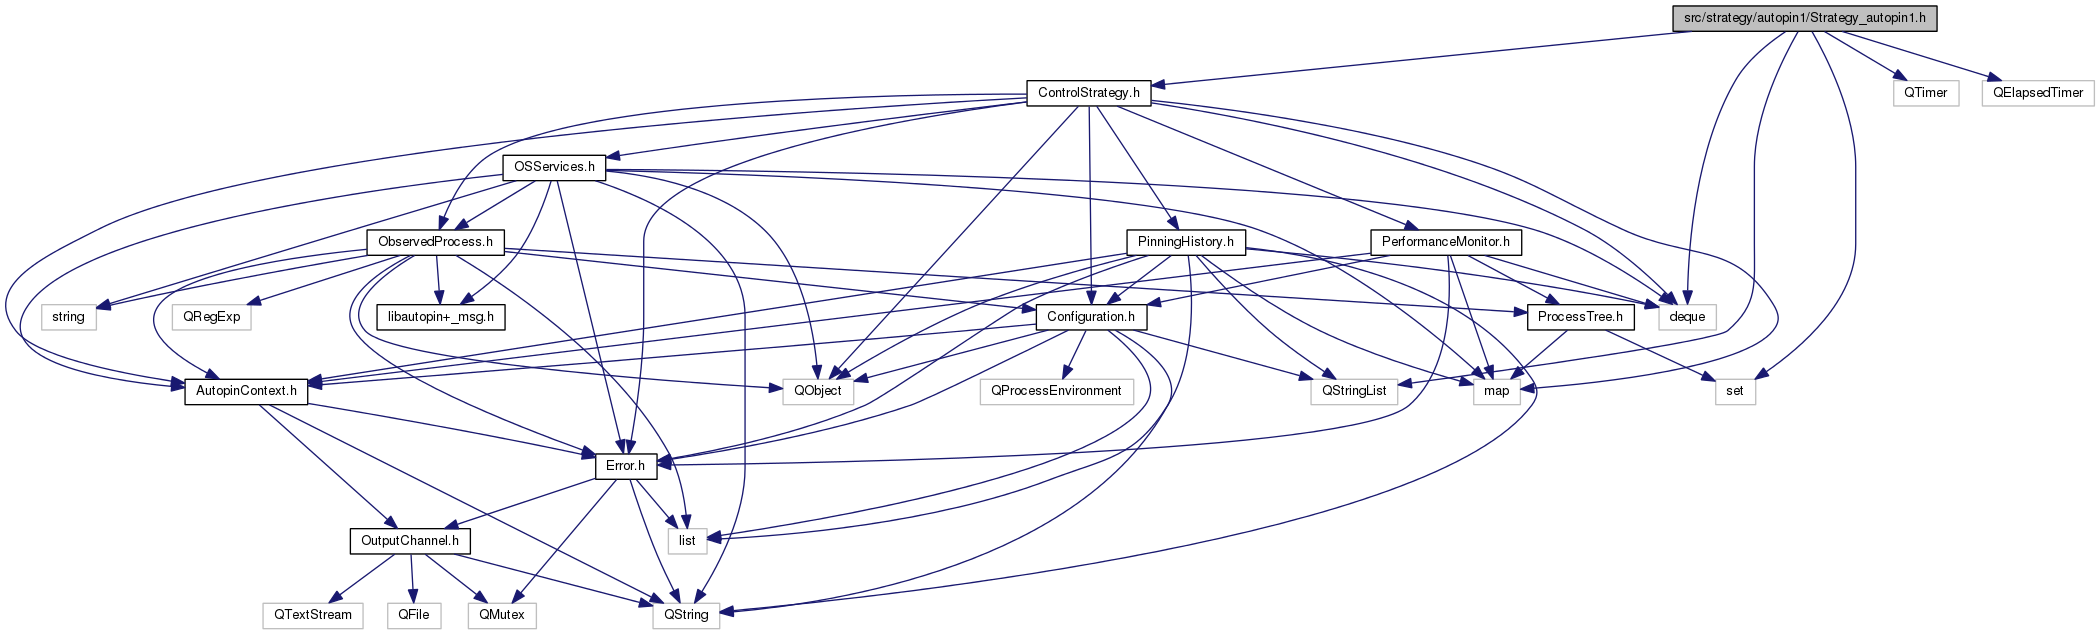 src/strategy/autopin1/Strategy_autopin1.h
ControlStrategy.h
QTimer
QElapsedTimer
OSServices.h
ObservedProcess.h
PinningHistory.h
PerformanceMonitor.h
string
QRegExp
libautopin+_msg.h
Configuration.h
ProcessTree.h
deque
AutopinContext.h
QObject
QProcessEnvironment
QStringList
map
set
Error.h
OutputChannel.h
list
QTextStream
QFile
QMutex
QString